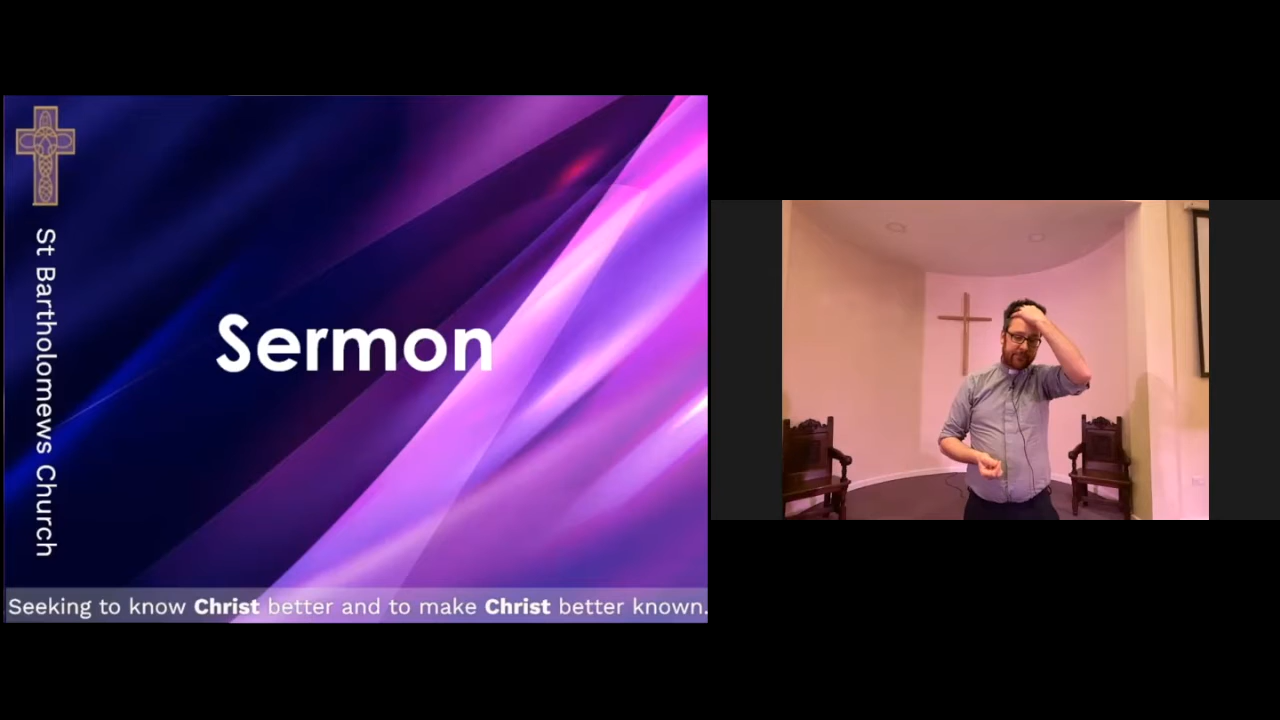 St Bartholomews Church
Sermon
Seeking to know Christ better and to make Christ better known.